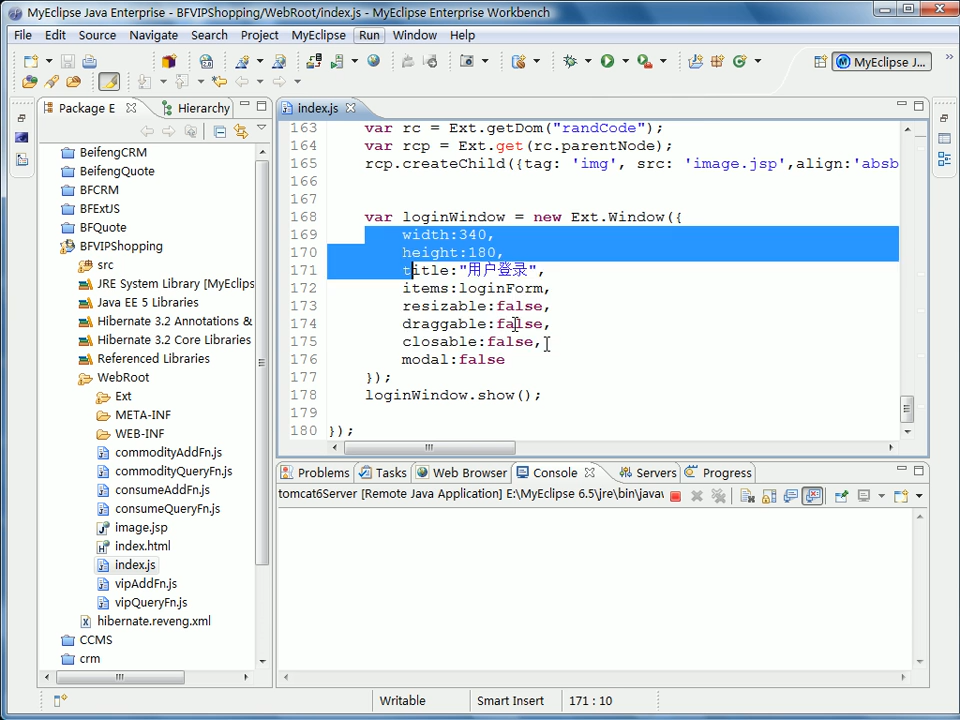 MyEclipse Java Enterprise - BFVIPShopping/WebRoot/index.js - MyEclipse Enterprise Workbench
File Edit Source Navigate Search Project MyEclipse Run Window Help
MyEclipse J...
Package E
Hierarchy
BeifengCRM
BeifengQuote
BFCRM
BFExtJS
BFQuote
BFVIPShopping
src
JRE System Library [MyEclips
Java EE 5 Libraries
Hibernate 3.2 Annotations &
Hibernate 3.2 Core Libraries
Referenced Libraries
WebRoot
Ext
META-INF
WEB-INF
commodityAddFn.js
commodityQueryFn.js
consumeAddFn.js
consumeQueryFn.js
image.jsp
index.html
index.js
vipAddFn.js
vipQueryFn.js
hibernate.reveng.xml
CCMS
crm
index.js
163 var rc = Ext.getDom("randCode");
164 var rcp = Ext.get(rc.parentNode);
165 rcp.createChild({tag: 'img', src: 'image.jsp',align:'absb
166
167
168 var loginWindow = new Ext.Window({
169 width:340,
170 height:180,
171 title:"用户登录",
172 items:loginForm,
173 resizable:false,
174 draggable:false,
175 closable:false,
176 modal:false
177 });
178 loginWindow.show();
179
180 });
Problems Tasks Web Browser Console Servers Progress
tomcat6Server [Remote Java Application] E:\MyEclipse 6.5\jre\bin\java
Writable Smart Insert 171 : 10